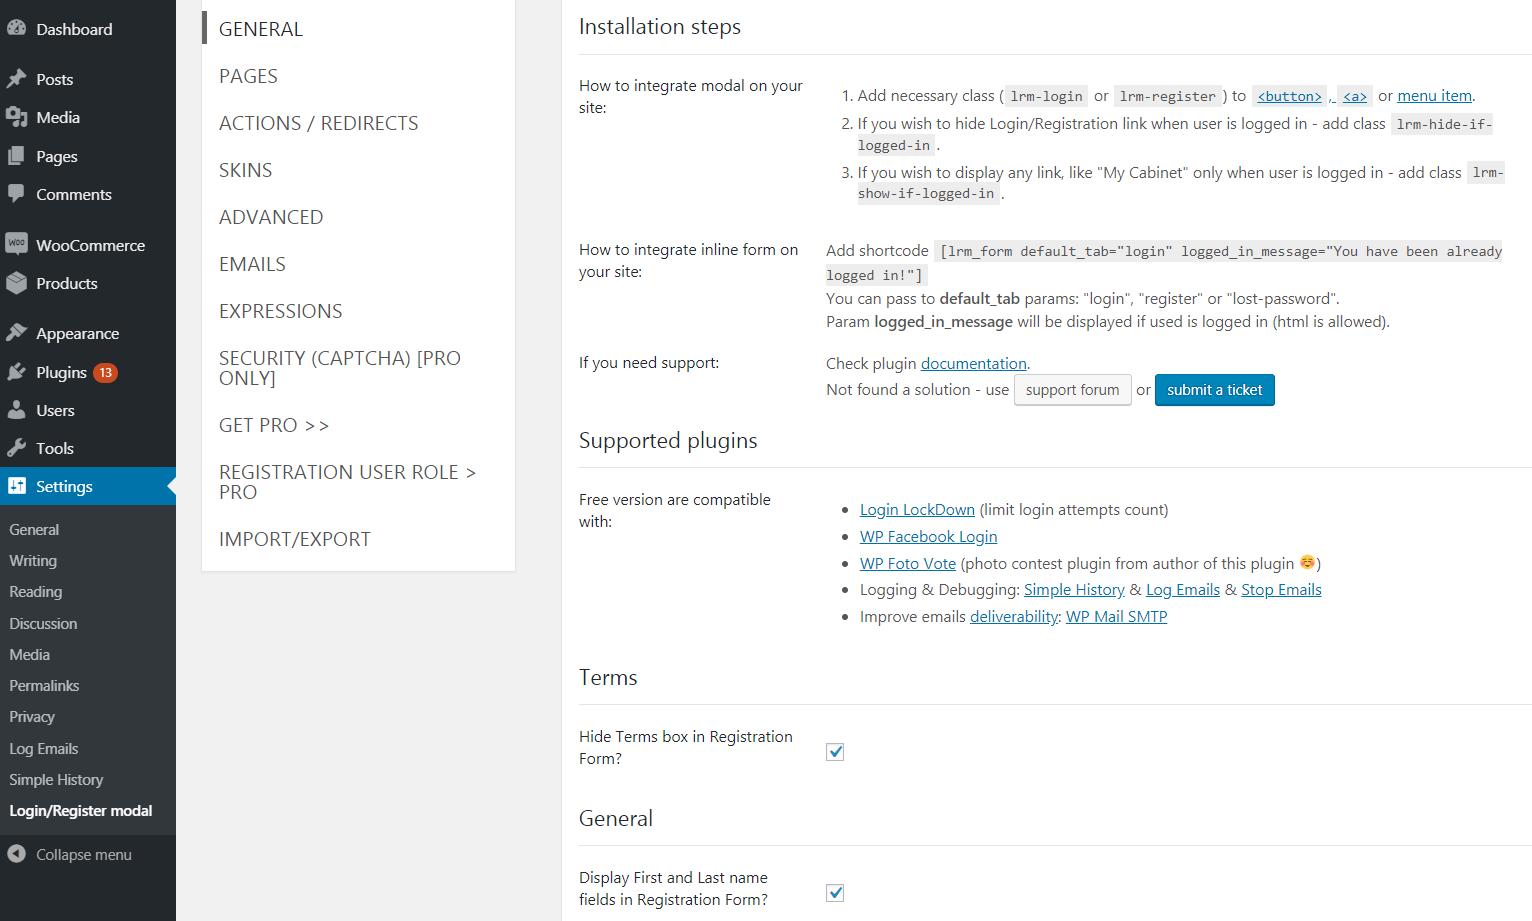 Dashboard
Posts
Media
Pages
Comments
WOO WooCommerce
Products
Appearance
Plugins 13
Users
Tools
Settings
General
Writing
Reading
Discussion
Media
Permalinks
Privacy
Log Emails
Simple History
Login/Register modal
Collapse menu
GENERAL
PAGES
ACTIONS / REDIRECTS
SKINS
ADVANCED
EMAILS
EXPRESSIONS
SECURITY (CAPTCHA) [PRO
ONLY]
GET PRO >>
REGISTRATION USER ROLE >
PRO
IMPORT/EXPORT
Installation steps
How to integrate modal on your
site:
1. Add necessary class ( lrm-login or lrm-register ) to <button> , <a> or menu item.
2. If you wish to hide Login/Registration link when user is logged in - add class lrm-hide-if-
logged-in .
3. If you wish to display any link, like "My Cabinet" only when user is logged in - add class lrm-
show-if-logged-in .
How to integrate inline form on
your site:
Add shortcode [lrm_form default_tab="login" logged_in_message="You have been already
logged in!"]
You can pass to default_tab params: "login", "register" or "lost-password".
Param logged_in_message will be displayed if used is logged in (html is allowed).
If you need support:
Check plugin documentation.
Not found a solution - use support forum or submit a ticket
Supported plugins
Free version are compatible
with:
• Login LockDown (limit login attempts count)
• WP Facebook Login
• WP Foto Vote (photo contest plugin from author of this plugin ☺)
• Logging & Debugging: Simple History & Log Emails & Stop Emails
• Improve emails deliverability: WP Mail SMTP
Terms
Hide Terms box in Registration
Form?
General
Display First and Last name
fields in Registration Form?